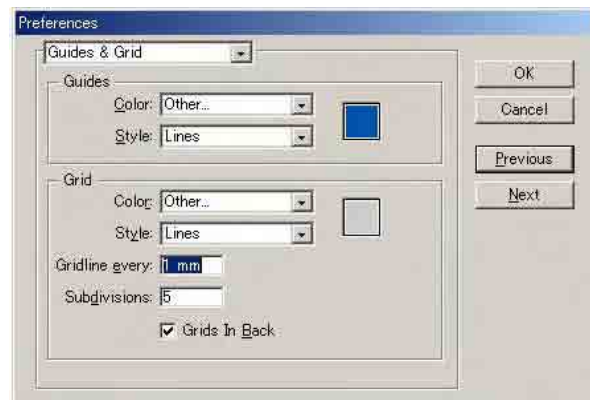 Preferences
Guides & Grid
OK
Guides
Color: Other...
Cancel
Style: Lines
Previous
Grid
Next
Color: Other...
Style: Lines
Gridline every: 1 mm
Subdivisions: 5
Grids In Back